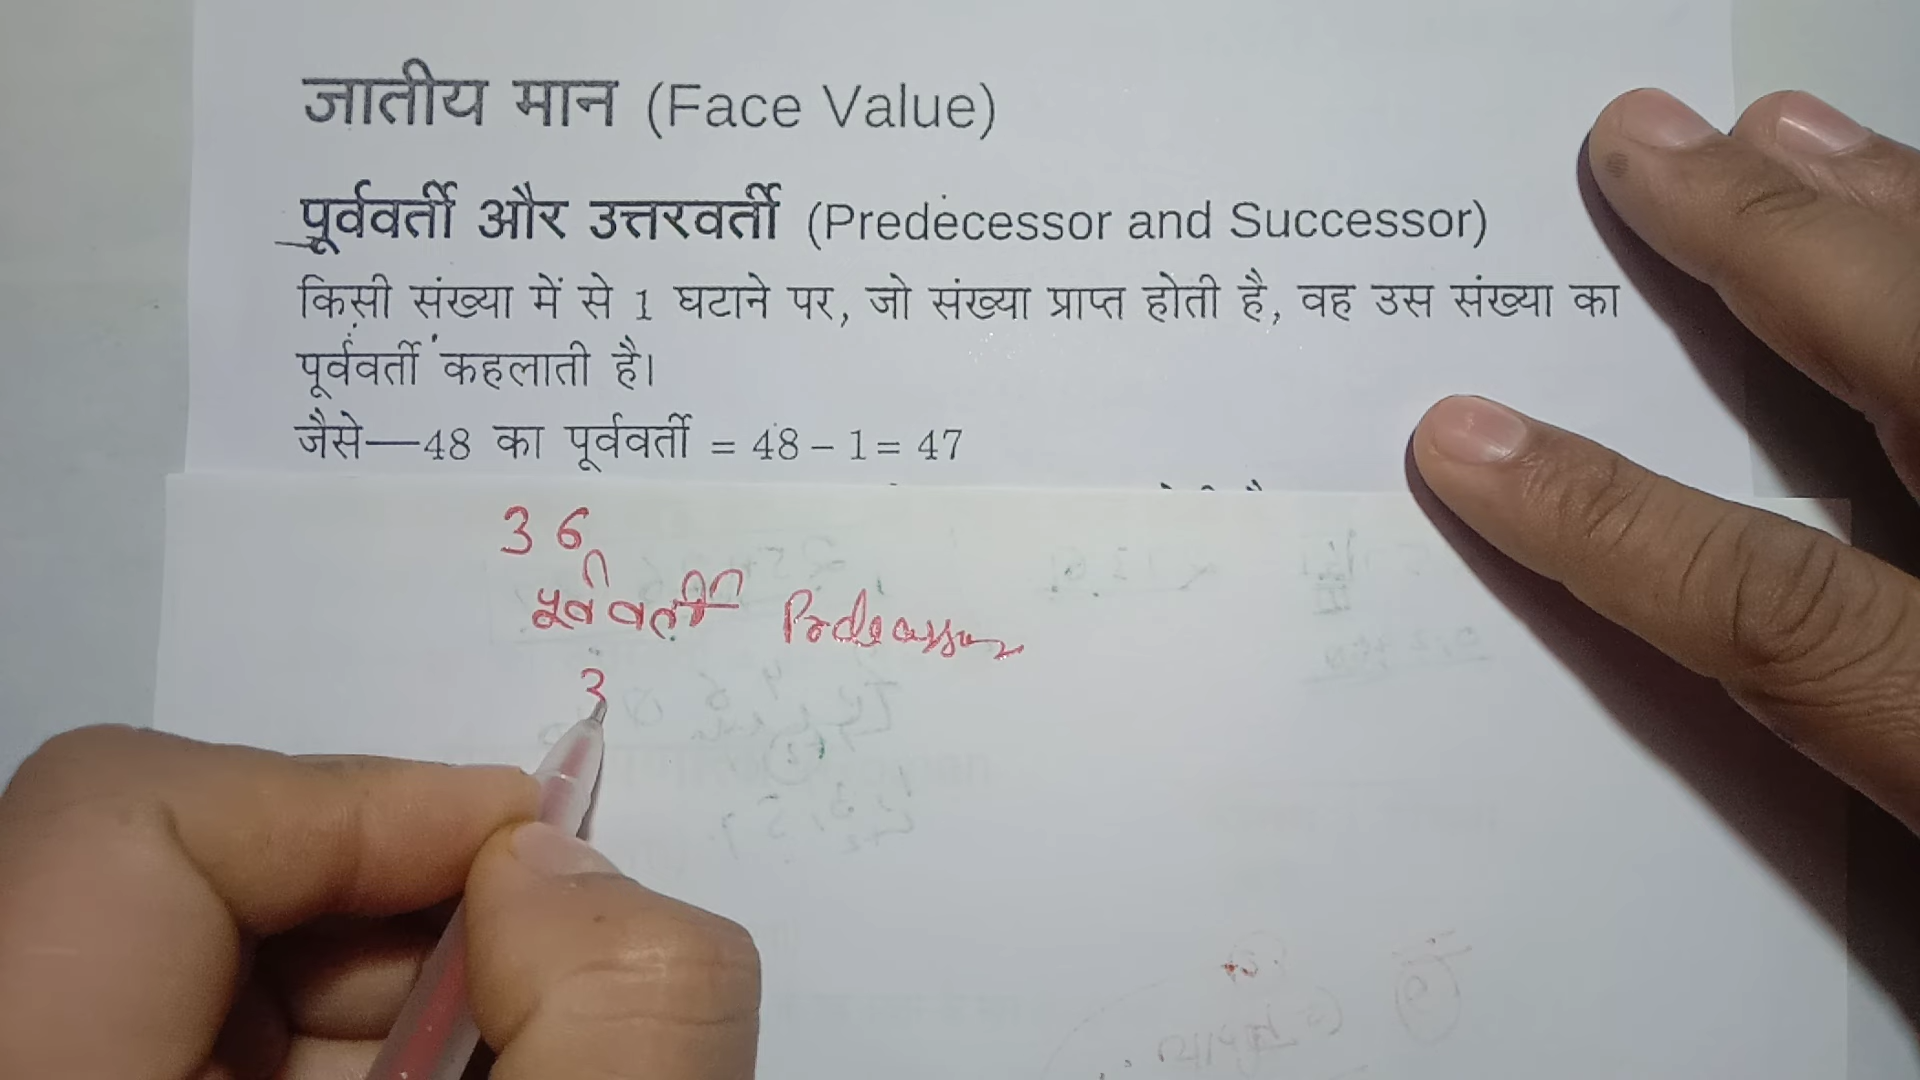 जातीय मान (Face Value)
पूर्ववर्ती और उत्तरवर्ती (Predecessor and Successor)
किसी संख्या में से 1 घटाने पर, जो संख्या प्राप्त होती है, वह उस संख्या का
पूर्ववर्ती कहलाती है।
जैसे—48 का पूर्ववर्ती = 48 – 1 = 47
36
पूर्ववर्ती
3